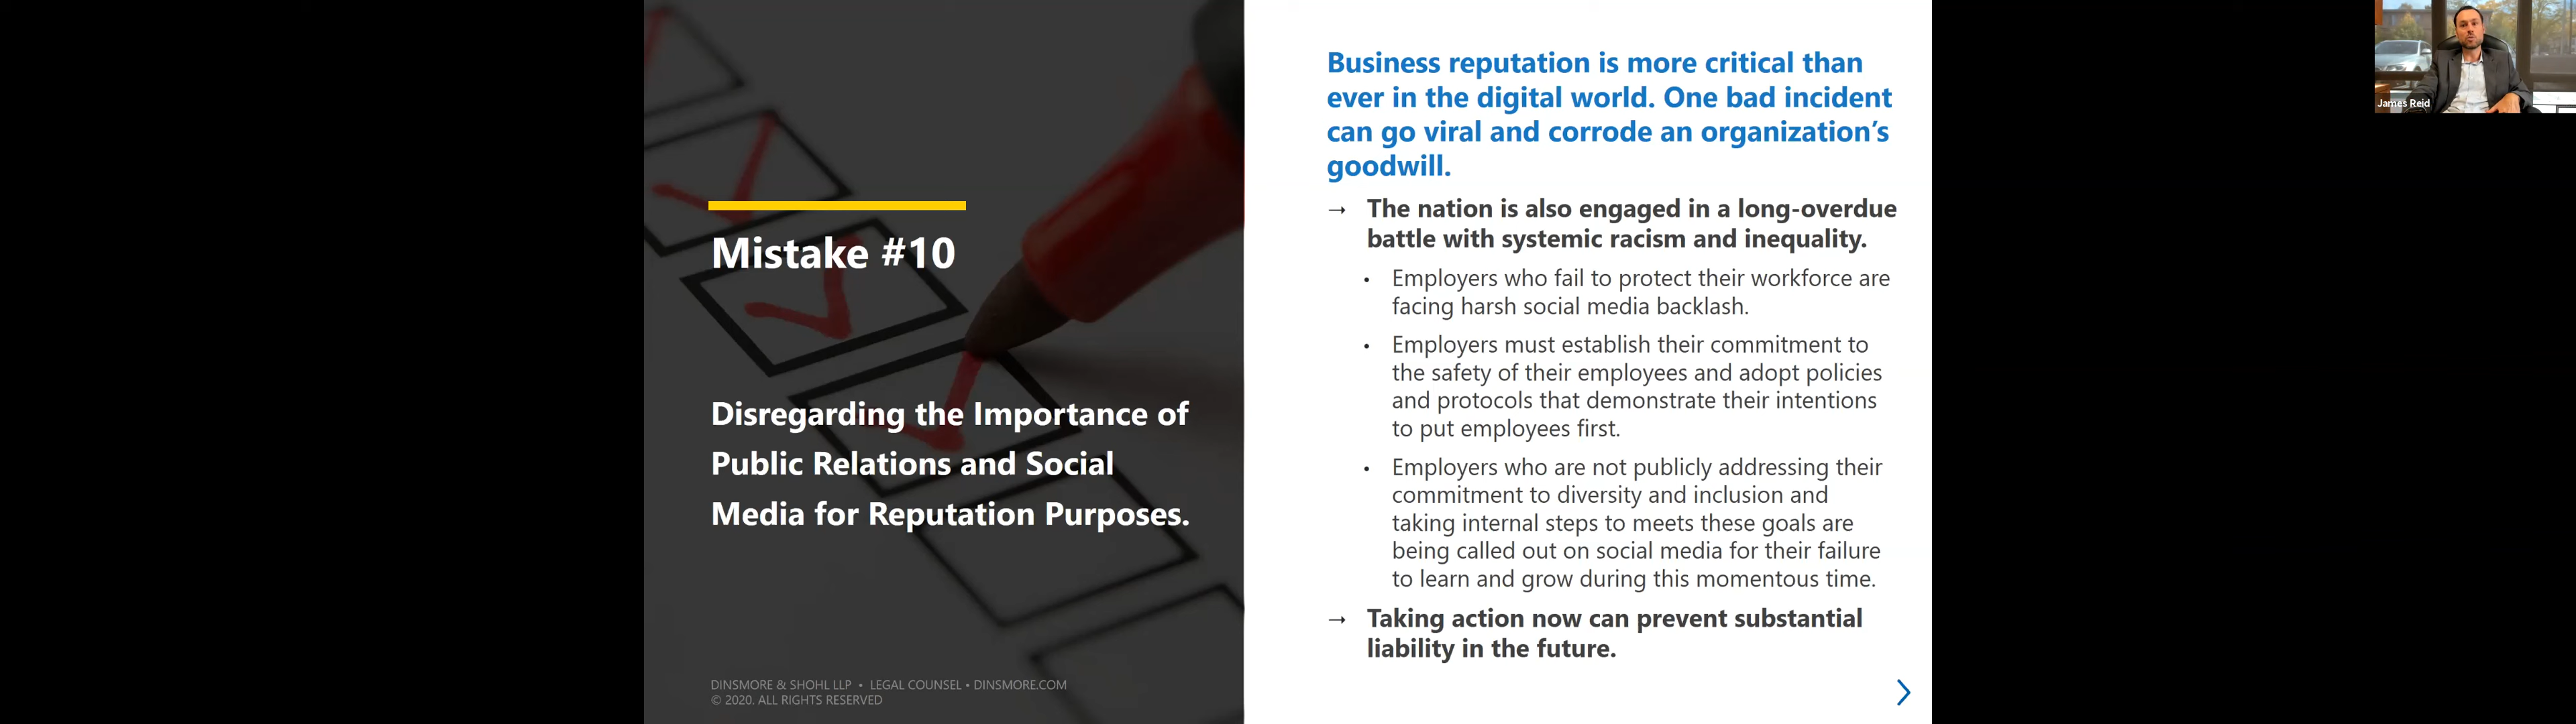 Mistake #10
Disregarding the Importance of
Public Relations and Social
Media for Reputation Purposes.
DINSMORE & SHOHL LLP • LEGAL COUNSEL • DINSMORE.COM
© 2020. ALL RIGHTS RESERVED
Business reputation is more critical than
ever in the digital world. One bad incident
can go viral and corrode an organization’s
goodwill.
→ The nation is also engaged in a long-overdue
battle with systemic racism and inequality.
• Employers who fail to protect their workforce are
facing harsh social media backlash.
• Employers must establish their commitment to
the safety of their employees and adopt policies
and protocols that demonstrate their intentions
to put employees first.
• Employers who are not publicly addressing their
commitment to diversity and inclusion and
taking internal steps to meets these goals are
being called out on social media for their failure
to learn and grow during this momentous time.
→ Taking action now can prevent substantial
liability in the future.
James Reid